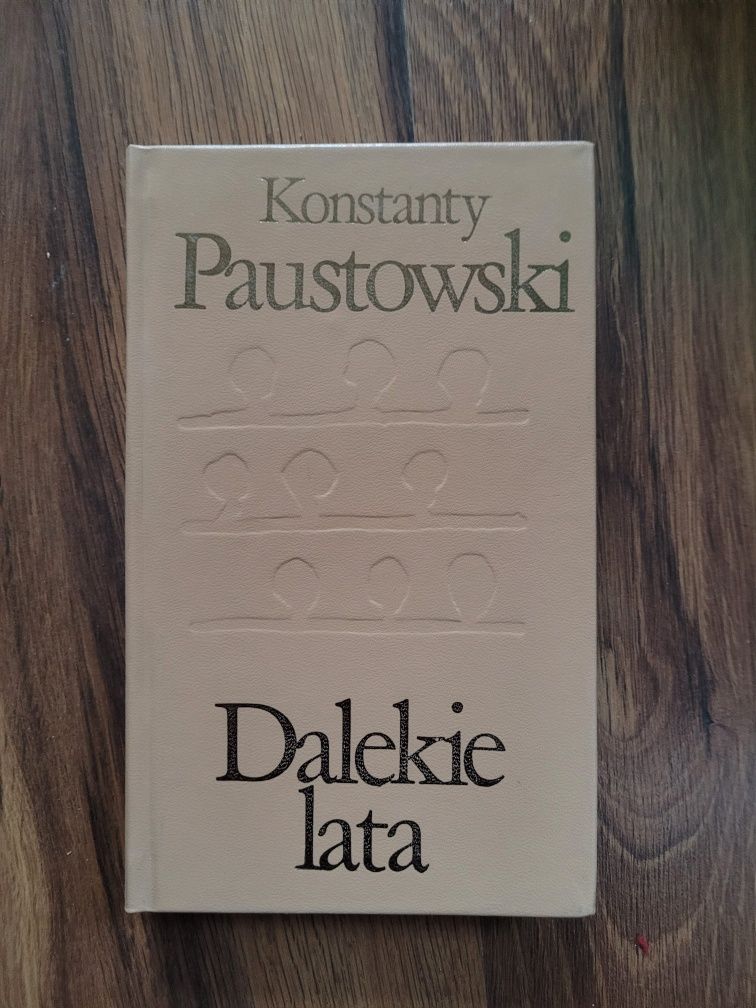 Konstanty
Paustowski
Dalekie
lata